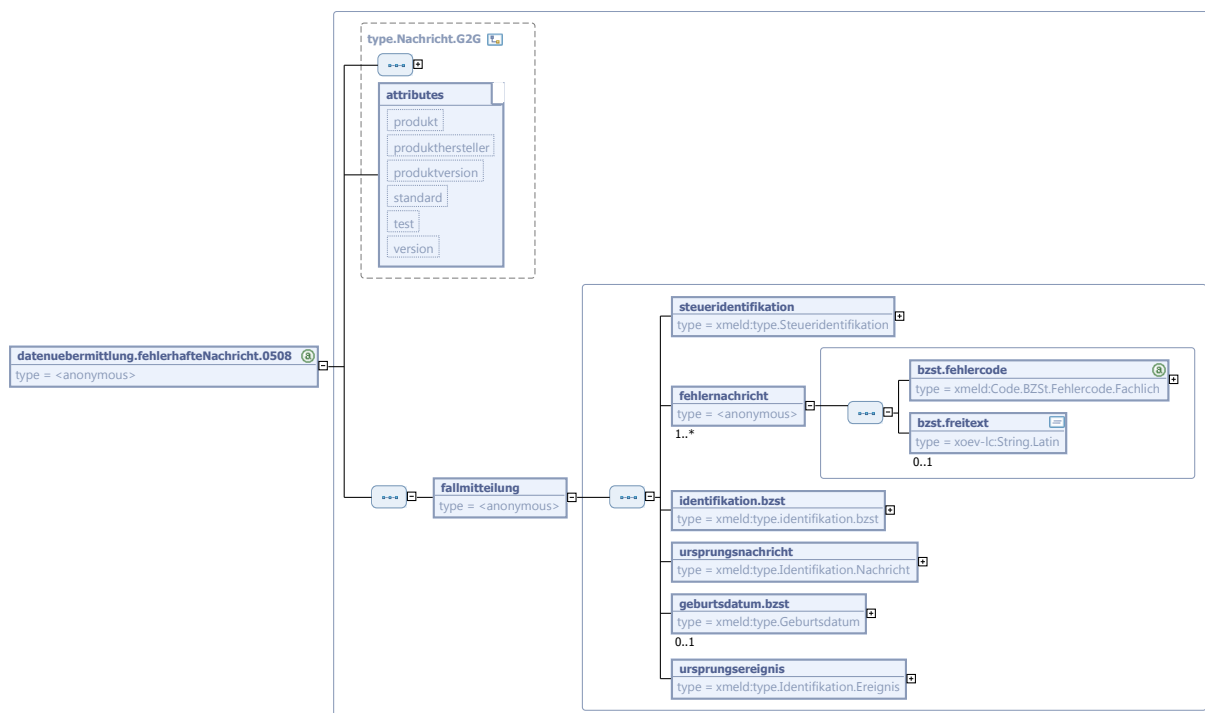 type.Nachricht.G2G
attributes
produkt
produkthersteller
produktversion
standard
test
version
datenuebermittlung.fehlerhafteNachricht.0508 a
type = <anonymous>
fallmitteilung
type = <anonymous>
steueridentifikation
type = xmeld:type.Steueridentifikation
fehlernachricht
type = <anonymous>
1..*
bzst.fehlercode a
type = xmeld:Code.BZSt.Fehlercode.Fachlich
bzst.freitext
type = xoev-lc:String.Latin
0..1
identifikation.bzst
type = xmeld:type.identifikation.bzst
ursprungsnachricht
type = xmeld:type.Identifikation.Nachricht
geburtsdatum.bzst
type = xmeld:type.Geburtsdatum
0..1
ursprungsereignis
type = xmeld:type.Identifikation.Ereignis